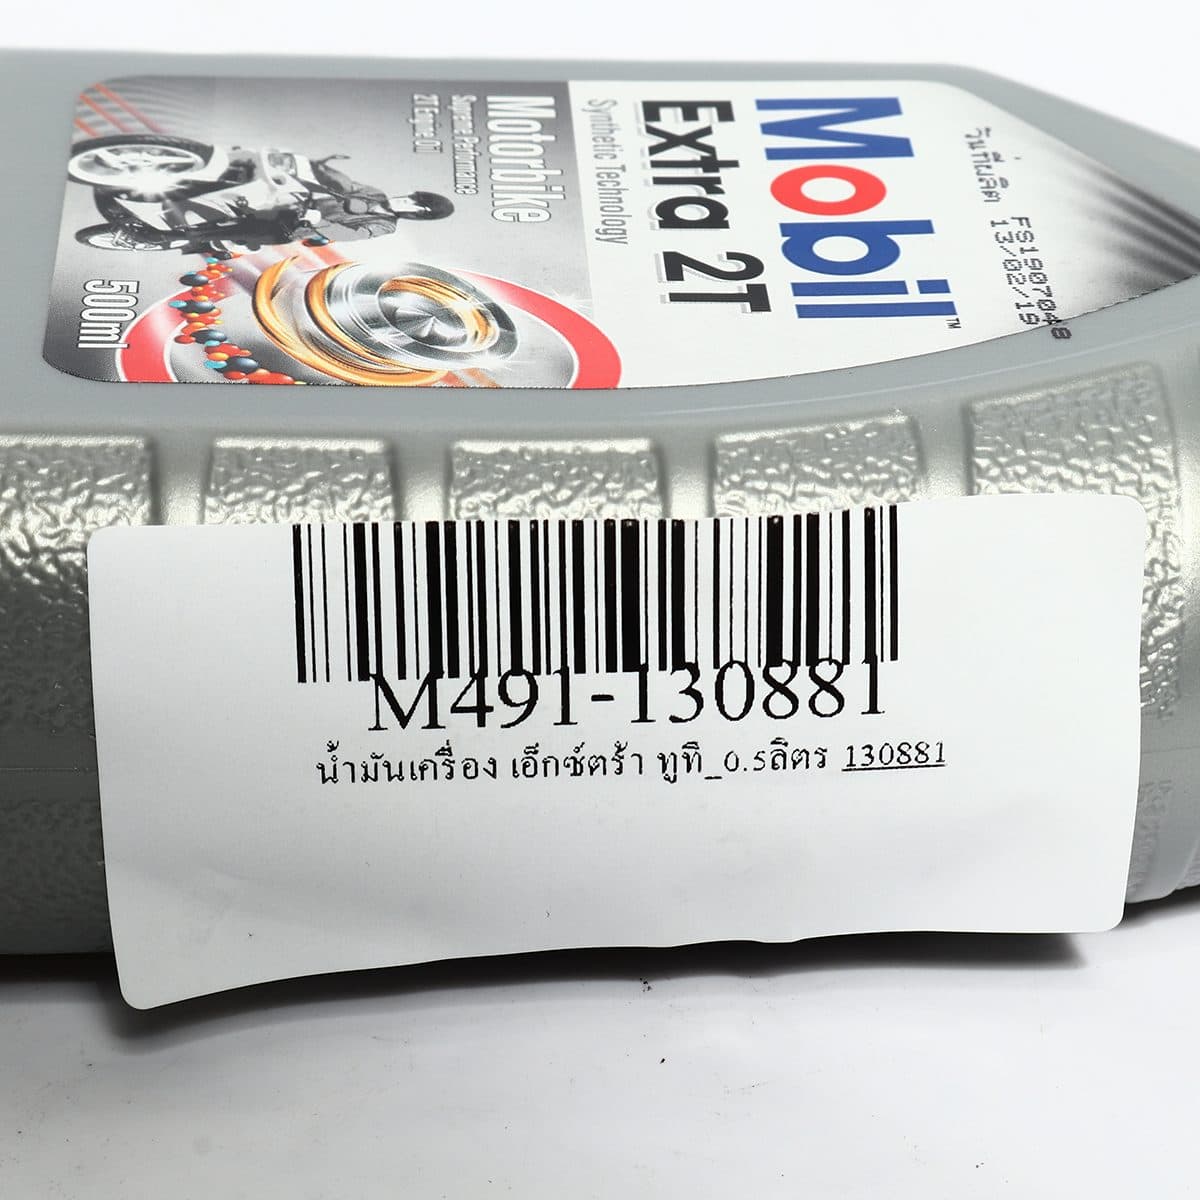 Mobil™
Extra 2T
Synthetic Technology
Motorbike
Supreme Performance
2T Engine Oil
500ml
FS1907040
วันที่ผลิต 13/02/19
M491-130881
น้ำมันเครื่อง เอ็กซ์ตร้า ทูที_0.5ลิตร 130881